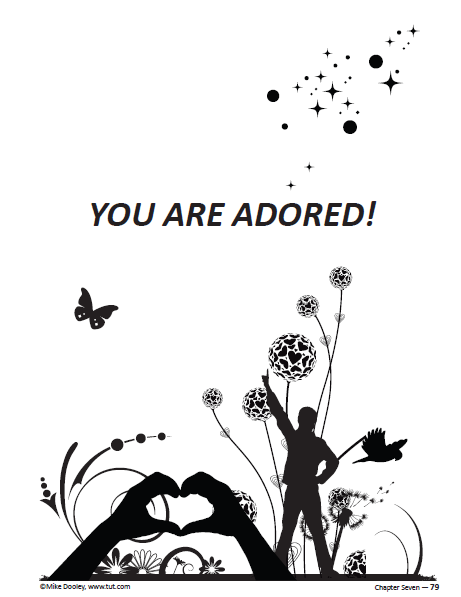 YOU ARE ADORED!
©Mike Dooley, www.tut.com
Chapter Seven — 79